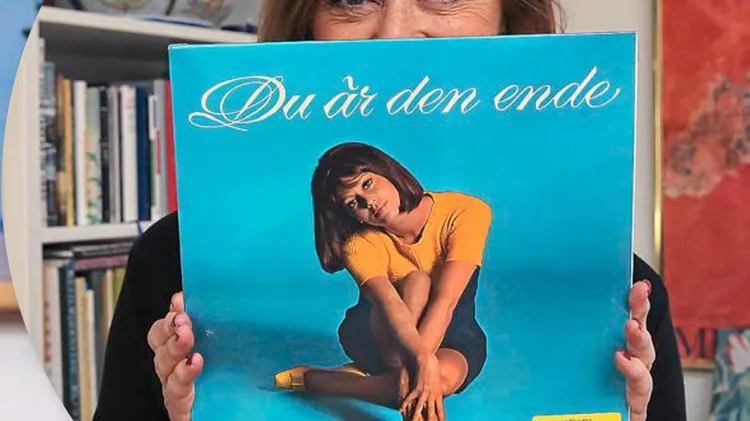 Du är den ende